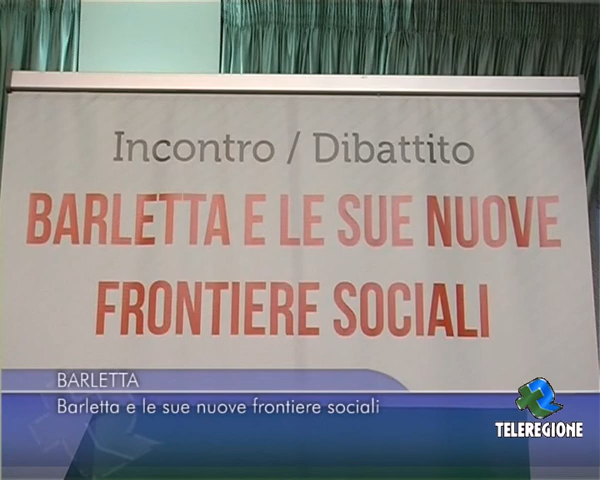 Incontro / Dibattito
BARLETTA E LE SUE NUOVE
FRONTIERE SOCIALI
BARLETTA
Barletta e le sue nuove frontiere sociali
TELEREGIONE